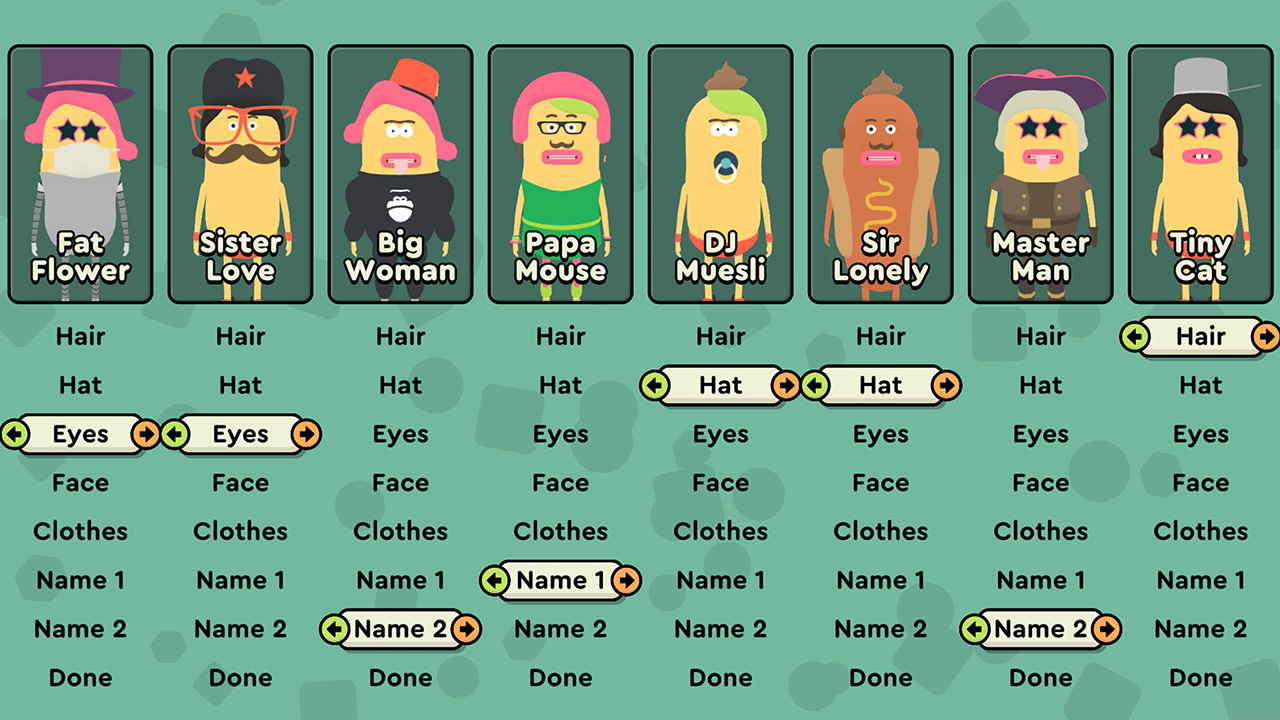 Fat Flower
Sister Love
Big Woman
Papa Mouse
DJ Muesli
Sir Lonely
Master Man
Tiny Cat
Hair Hair Hair Hair Hair Hair Hair Hair
Hat Hat Hat Hat Hat Hat Hat Hat
Eyes Eyes Eyes Eyes Eyes Eyes Eyes Eyes
Face Face Face Face Face Face Face Face
Clothes Clothes Clothes Clothes Clothes Clothes Clothes Clothes
Name 1 Name 1 Name 1 Name 1 Name 1 Name 1 Name 1 Name 1
Name 2 Name 2 Name 2 Name 2 Name 2 Name 2 Name 2 Name 2
Done Done Done Done Done Done Done Done